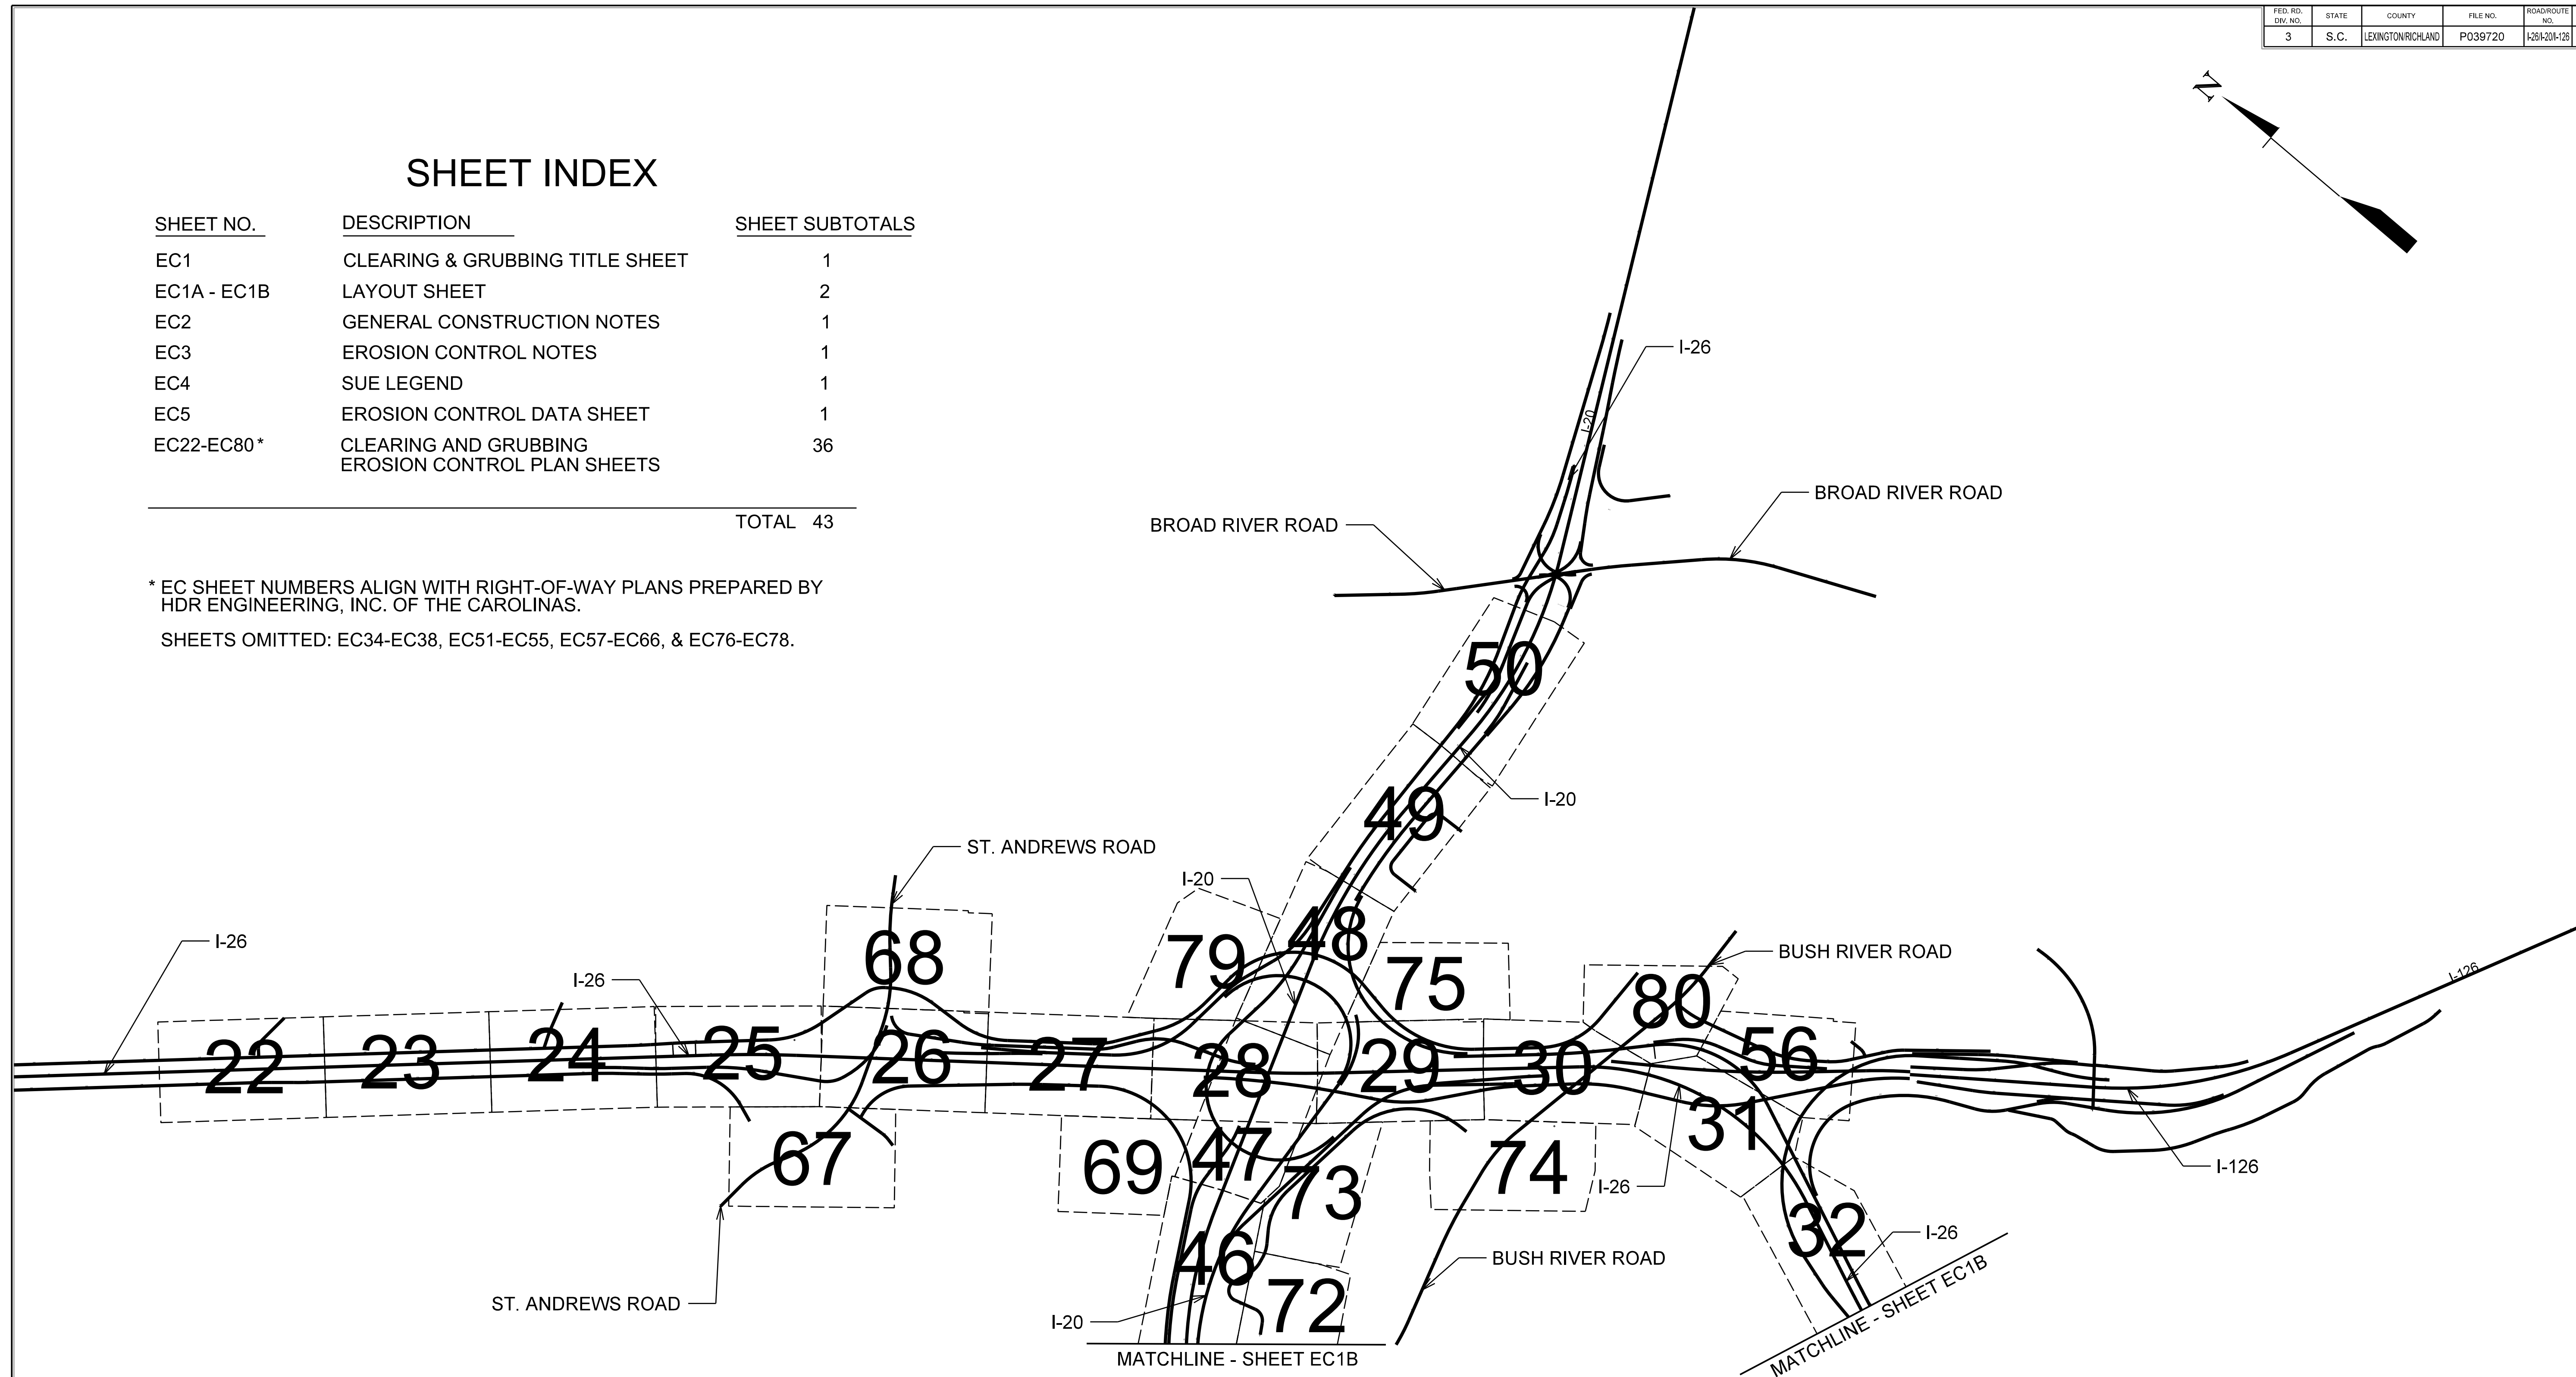 FED. RD. DIV. NO. STATE COUNTY FILE NO. ROAD/ROUTE NO.
3 S.C. LEXINGTON/RICHLAND P039720 I-26/I-20/I-126
N
SHEET INDEX
SHEET NO. DESCRIPTION SHEET SUBTOTALS
EC1 CLEARING & GRUBBING TITLE SHEET 1
EC1A - EC1B LAYOUT SHEET 2
EC2 GENERAL CONSTRUCTION NOTES 1
EC3 EROSION CONTROL NOTES 1
EC4 SUE LEGEND 1
EC5 EROSION CONTROL DATA SHEET 1
EC22-EC80* CLEARING AND GRUBBING 36
EROSION CONTROL PLAN SHEETS
TOTAL 43
* EC SHEET NUMBERS ALIGN WITH RIGHT-OF-WAY PLANS PREPARED BY
HDR ENGINEERING, INC. OF THE CAROLINAS.
SHEETS OMITTED: EC34-EC38, EC51-EC55, EC57-EC66, & EC76-EC78.
I-26
I-20
BROAD RIVER ROAD
BROAD RIVER ROAD
50
I-20
49
ST. ANDREWS ROAD
I-20
48
79
68
75
I-26
I-26
BUSH RIVER ROAD
80
I-126
22
23
24
25
26
27
28
29
30
56
31
67
69
47
73
74
I-26
I-126
32
I-26
46
72
BUSH RIVER ROAD
ST. ANDREWS ROAD
I-20
MATCHLINE - SHEET EC1B
MATCHLINE - SHEET EC1B